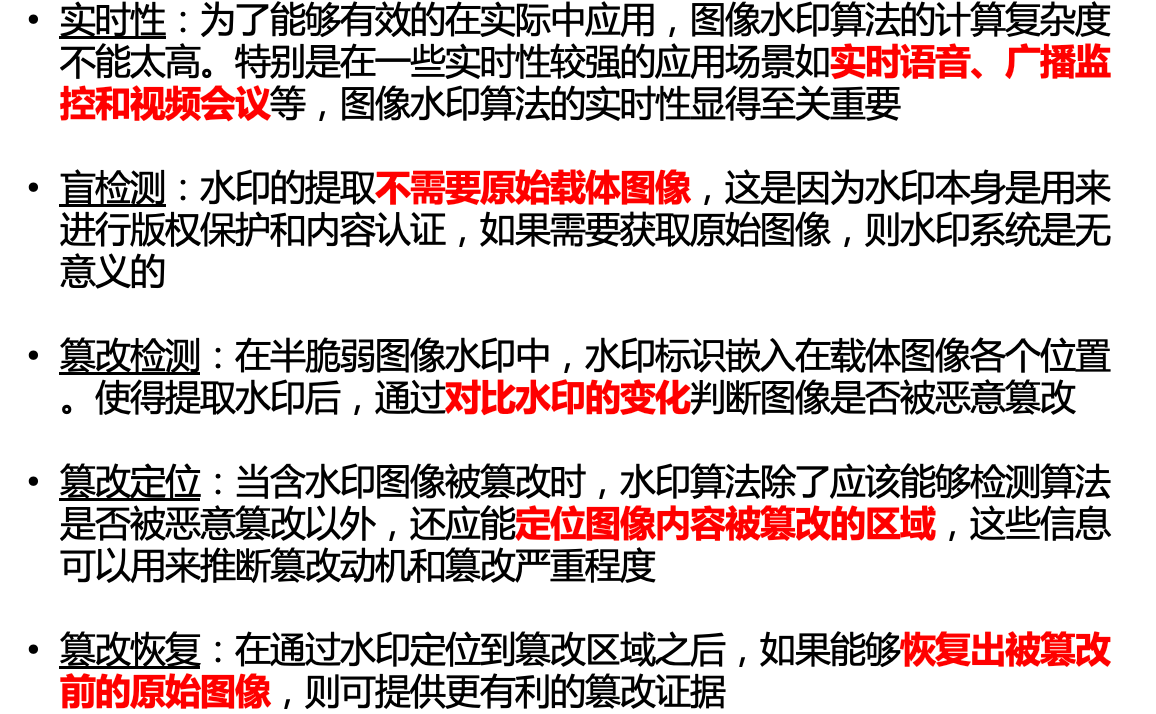 • 实时性：为了能够有效的在实际中应用，图像水印算法的计算复杂度
不能太高。特别是在一些实时性较强的应用场景如实时语音、广播监
控和视频会议等，图像水印算法的实时性显得至关重要
• 盲检测：水印的提取不需要原始载体图像，这是因为水印本身是用来
进行版权保护和内容认证，如果需要获取原始图像，则水印系统是无
意义的
• 篡改检测：在半脆弱图像水印中，水印标识嵌入在载体图像各个位置
。使得提取水印后，通过对比水印的变化判断图像是否被恶意篡改
• 篡改定位：当含水印图像被篡改时，水印算法除了应该能够检测算法
是否被恶意篡改以外，还应能定位图像内容被篡改的区域，这些信息
可以用来推断篡改动机和篡改严重程度
• 篡改恢复：在通过水印定位到篡改区域之后，如果能够恢复出被篡改
前的原始图像，则可提供更有利的篡改证据